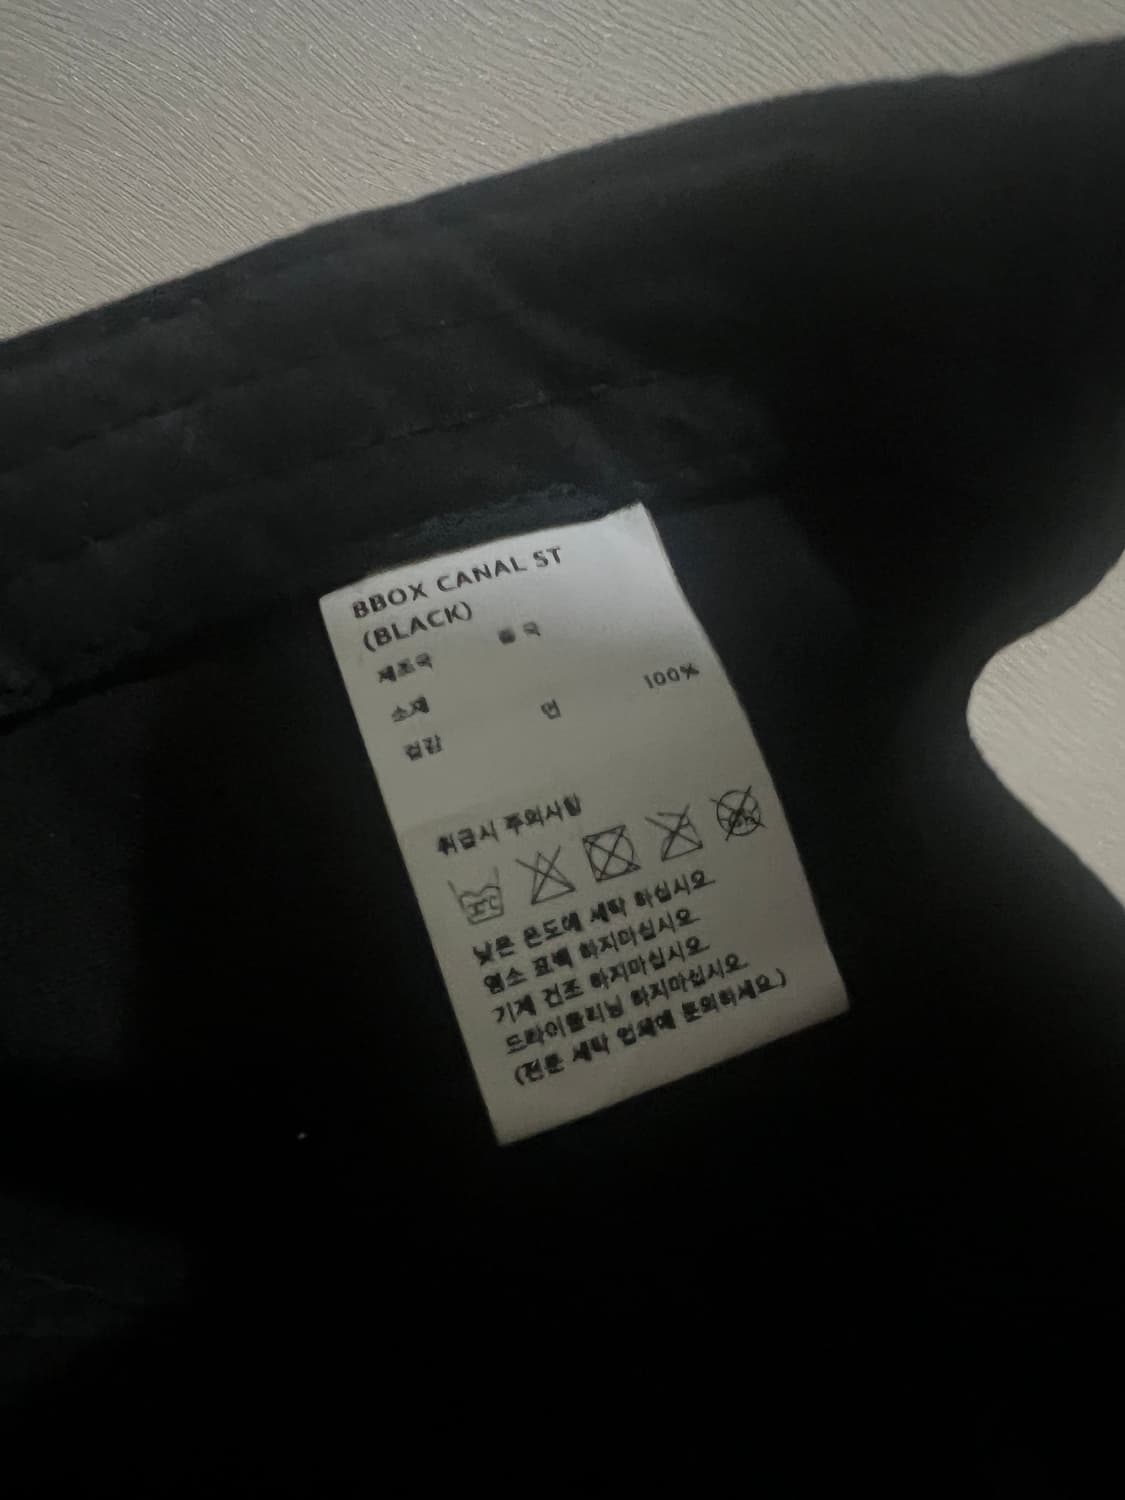 BBOX CANAL ST
(BLACK)
제조국 중국
소재
겉감 면 100%
취급시 주의사항
낮은 온도에 세탁 하십시오
염소 표백 하지마십시오
기계 건조 하지마십시오
드라이클리닝 하지마십시오
(전문 세탁 업체에 문의하세요)